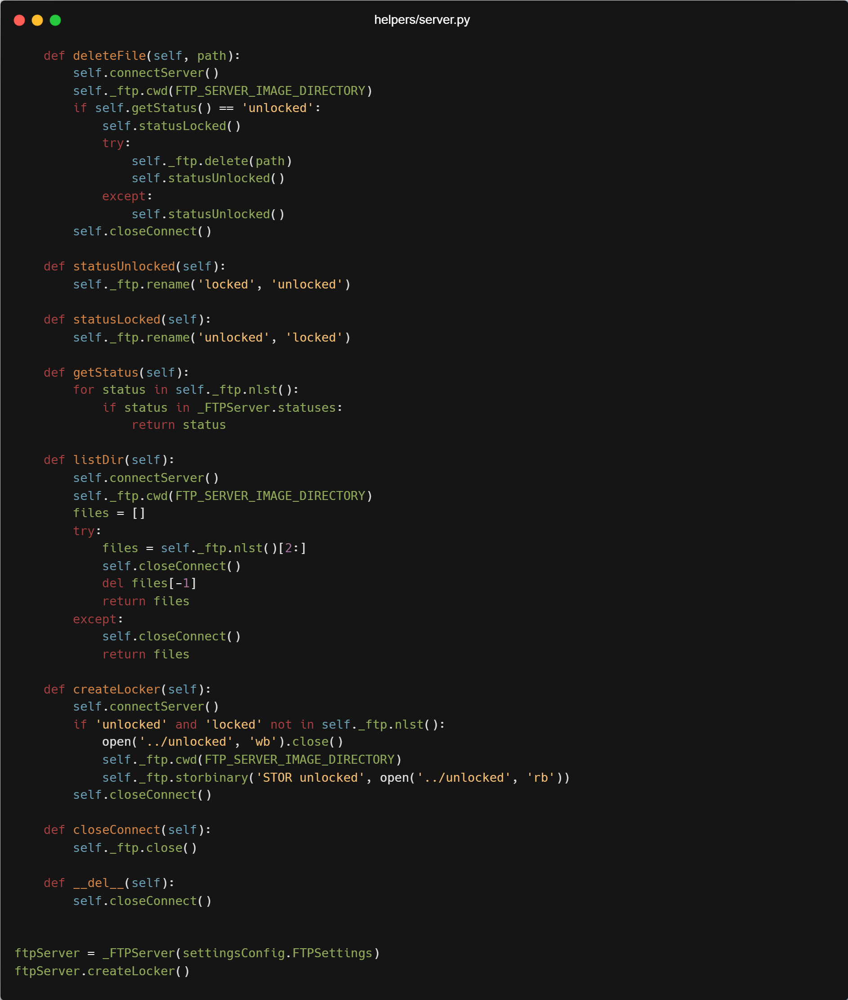 helpers/server.py
    def deleteFile(self, path):
        self.connectServer()
        self._ftp.cwd(FTP_SERVER_IMAGE_DIRECTORY)
        if self.getStatus() == 'unlocked':
            self.statusLocked()
            try:
                self._ftp.delete(path)
                self.statusUnlocked()
            except:
                self.statusUnlocked()
        self.closeConnect()

    def statusUnlocked(self):
        self._ftp.rename('locked', 'unlocked')

    def statusLocked(self):
        self._ftp.rename('unlocked', 'locked')

    def getStatus(self):
        for status in self._ftp.nlst():
            if status in _FTPServer.statuses:
                return status

    def listDir(self):
        self.connectServer()
        self._ftp.cwd(FTP_SERVER_IMAGE_DIRECTORY)
        files = []
        try:
            files = self._ftp.nlst()[2:]
            self.closeConnect()
            del files[-1]
            return files
        except:
            self.closeConnect()
            return files

    def createLocker(self):
        self.connectServer()
        if 'unlocked' and 'locked' not in self._ftp.nlst():
            open('../unlocked', 'wb').close()
            self._ftp.cwd(FTP_SERVER_IMAGE_DIRECTORY)
            self._ftp.storbinary('STOR unlocked', open('../unlocked', 'rb'))
        self.closeConnect()

    def closeConnect(self):
        self._ftp.close()

    def __del__(self):
        self.closeConnect()


ftpServer = _FTPServer(settingsConfig.FTPSettings)
ftpServer.createLocker()